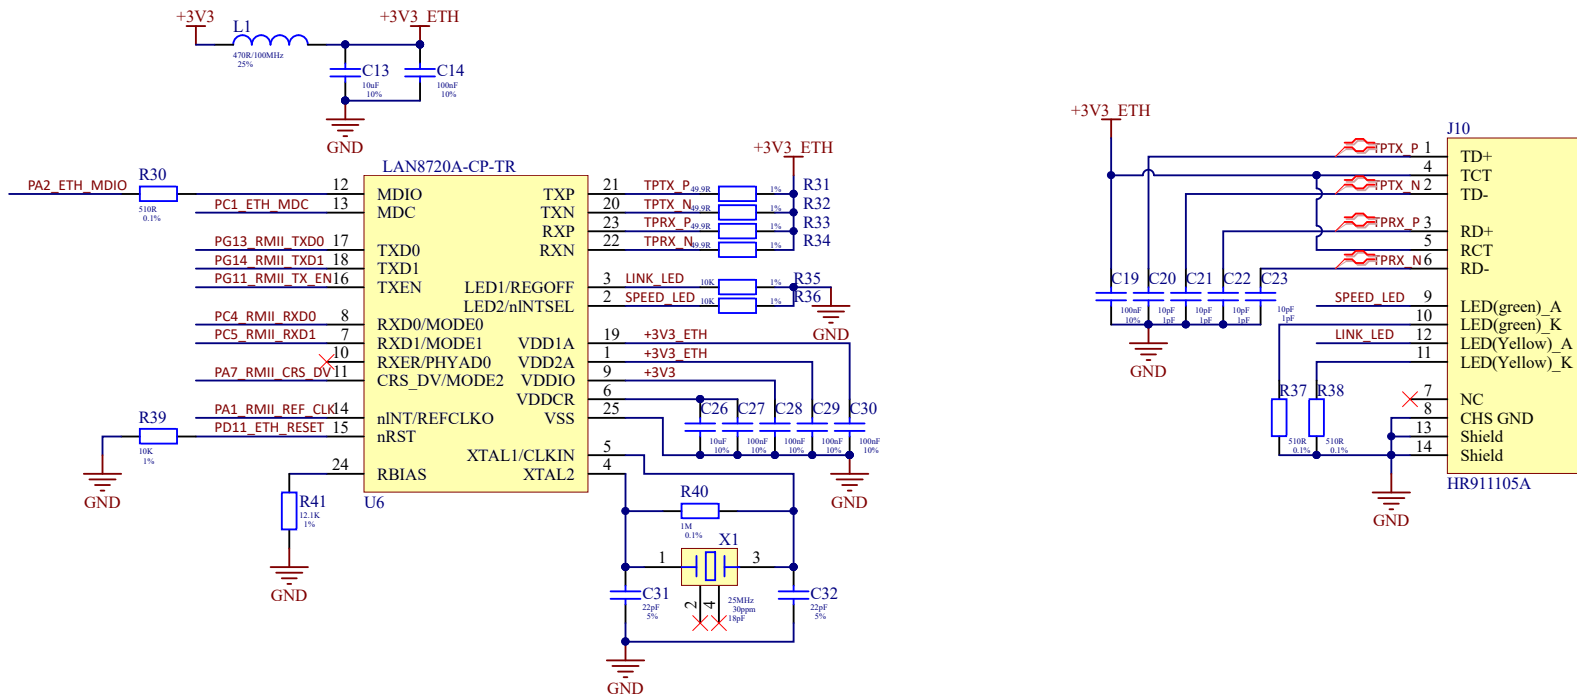 +3V3
L1
470R/100MHz
25%
+3V3_ETH
C13
10uF
10%
C14
100nF
10%
GND
LAN8720A-CP-TR
PA2_ETH_MDIO
R30
510R
0.1%
PC1_ETH_MDC
PG13_RMII_TXD0
PG14_RMII_TXD1
PG11_RMII_TX_EN
PC4_RMII_RXD0
PC5_RMII_RXD1
PA7_RMII_CRS_DV
PA1_RMII_REF_CLK
PD11_ETH_RESET
R39
10K
1%
GND
12 MDIO
13 MDC
17 TXD0
18 TXD1
16 TXEN
8 RXD0/MODE0
7 RXD1/MODE1
10 RXER/PHYAD0
11 CRS_DV/MODE2
14 nINT/REFCLKO
15 nRST
24 RBIAS
R41
12.1K
1%
GND
U6
TXP 21
TXN 20
RXP 23
RXN 22
LED1/REGOFF 3
LED2/nINTSEL 2
VDD1A 19
VDD2A 1
VDDIO 9
VDDCR 6
VSS 25
XTAL1/CLKIN 5
XTAL2 4
+3V3_ETH
TPTX_P 49.9R 1% R31
TPTX_N 49.9R 1% R32
TPRX_P 49.9R 1% R33
TPRX_N 49.9R 1% R34
LINK_LED 10K 1% R35
SPEED_LED 10K 1% R36
GND
+3V3_ETH
+3V3_ETH
+3V3
C26
10uF
10%
C27
100nF
10%
C28
100nF
10%
C29
100nF
10%
C30
100nF
10%
GND
R40
1M
0.1%
X1
1
3
2
4
25MHz
30ppm
18pF
C31
22pF
5%
C32
22pF
5%
GND
+3V3_ETH
C19
100nF
10%
C20
10pF
1pF
C21
10pF
1pF
C22
10pF
1pF
C23
10pF
1pF
GND
J10
TPTX_P 1 TD+
4 TCT
TPTX_N 2 TD-
TPRX_P 3 RD+
5 RCT
TPRX_N 6 RD-
SPEED_LED 9 LED(green)_A
10 LED(green)_K
LINK_LED 12 LED(Yellow)_A
11 LED(Yellow)_K
7 NC
8 CHS GND
13 Shield
14 Shield
HR911105A
R37
510R
0.1%
R38
510R
0.1%
GND